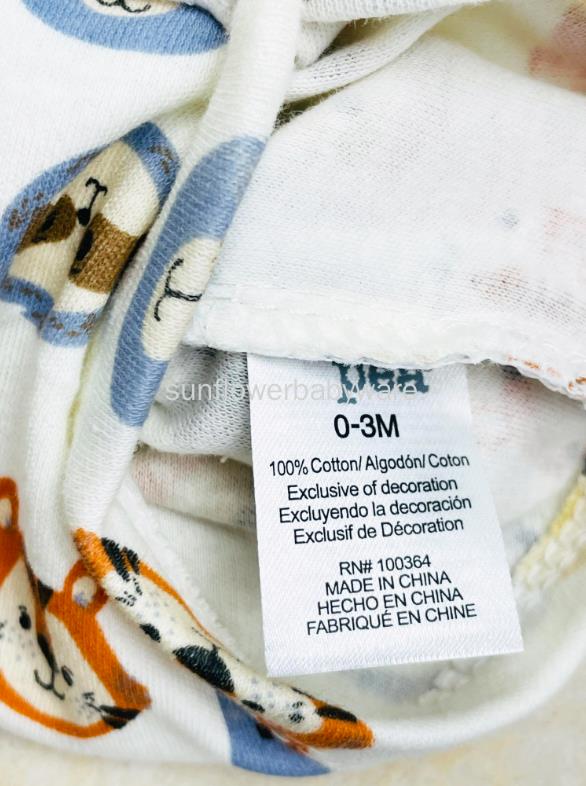 sunflowerbabyware
0-3M
100% Cotton/ Algodón/ Coton
Exclusive of decoration
Excluyendo la decoración
Exclusif de Décoration
RN# 100364
MADE IN CHINA
HECHO EN CHINA
FABRIQUÉ EN CHINE